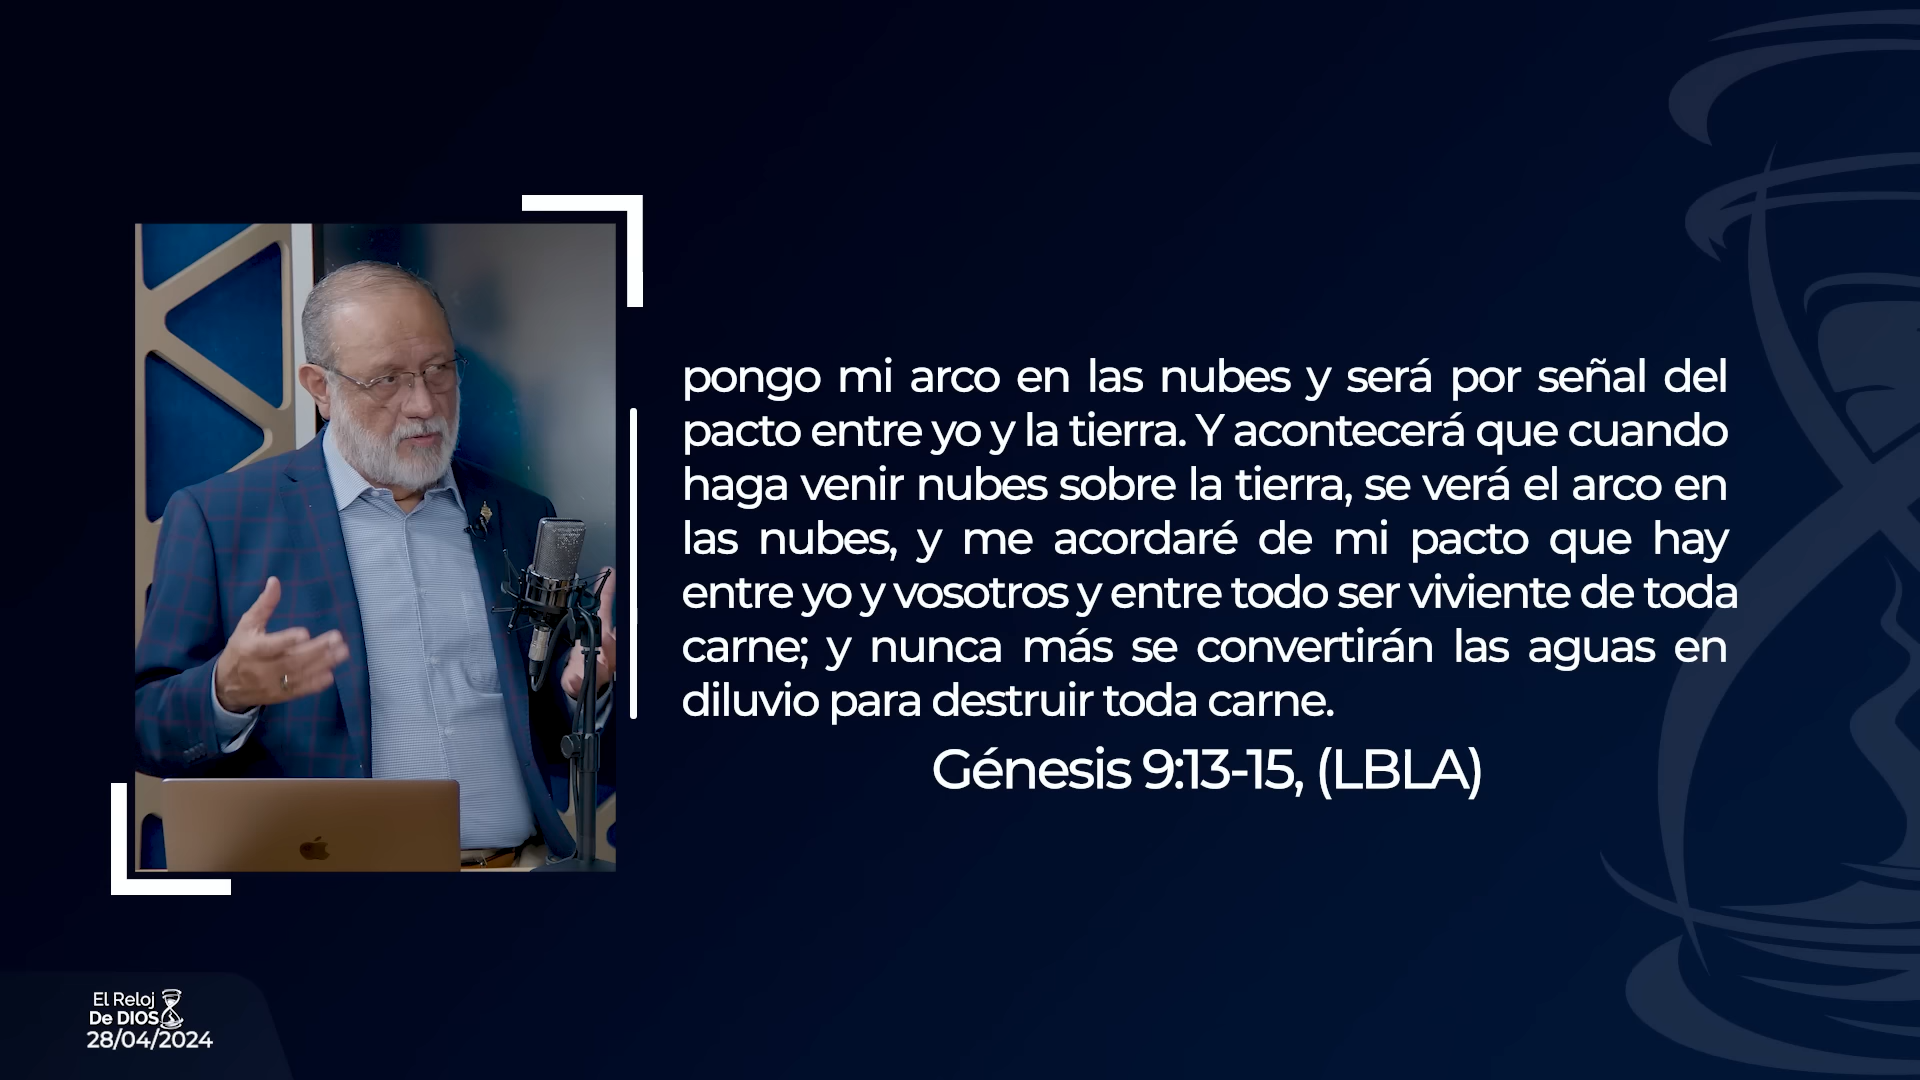 pongo mi arco en las nubes y será por señal del
pacto entre yo y la tierra. Y acontecerá que cuando
haga venir nubes sobre la tierra, se verá el arco en
las nubes, y me acordaré de mi pacto que hay
entre yo y vosotros y entre todo ser viviente de toda
carne; y nunca más se convertirán las aguas en
diluvio para destruir toda carne.
Génesis 9:13-15, (LBLA)
El Reloj
De DIOS
28/04/2024